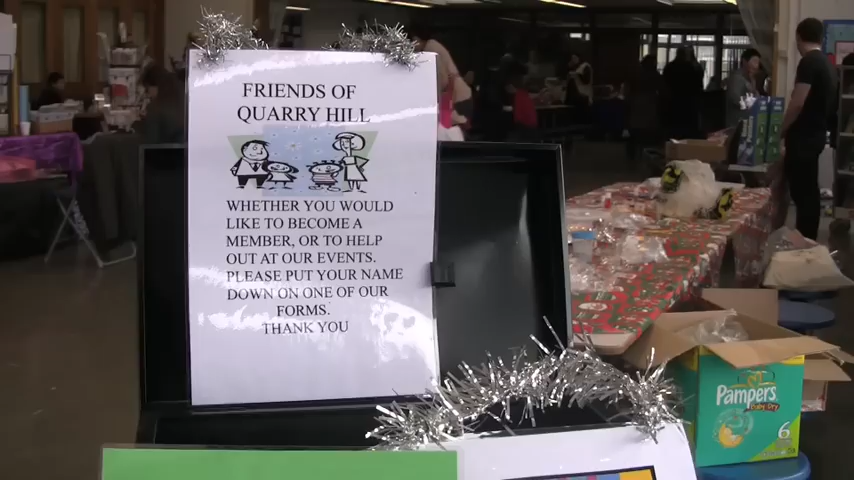 FRIENDS OF
QUARRY HILL
WHETHER YOU WOULD
LIKE TO BECOME A
MEMBER, OR TO HELP
OUT AT OUR EVENTS.
PLEASE PUT YOUR NAME
DOWN ON ONE OF OUR
FORMS.
THANK YOU
Pampers
baby dry
6